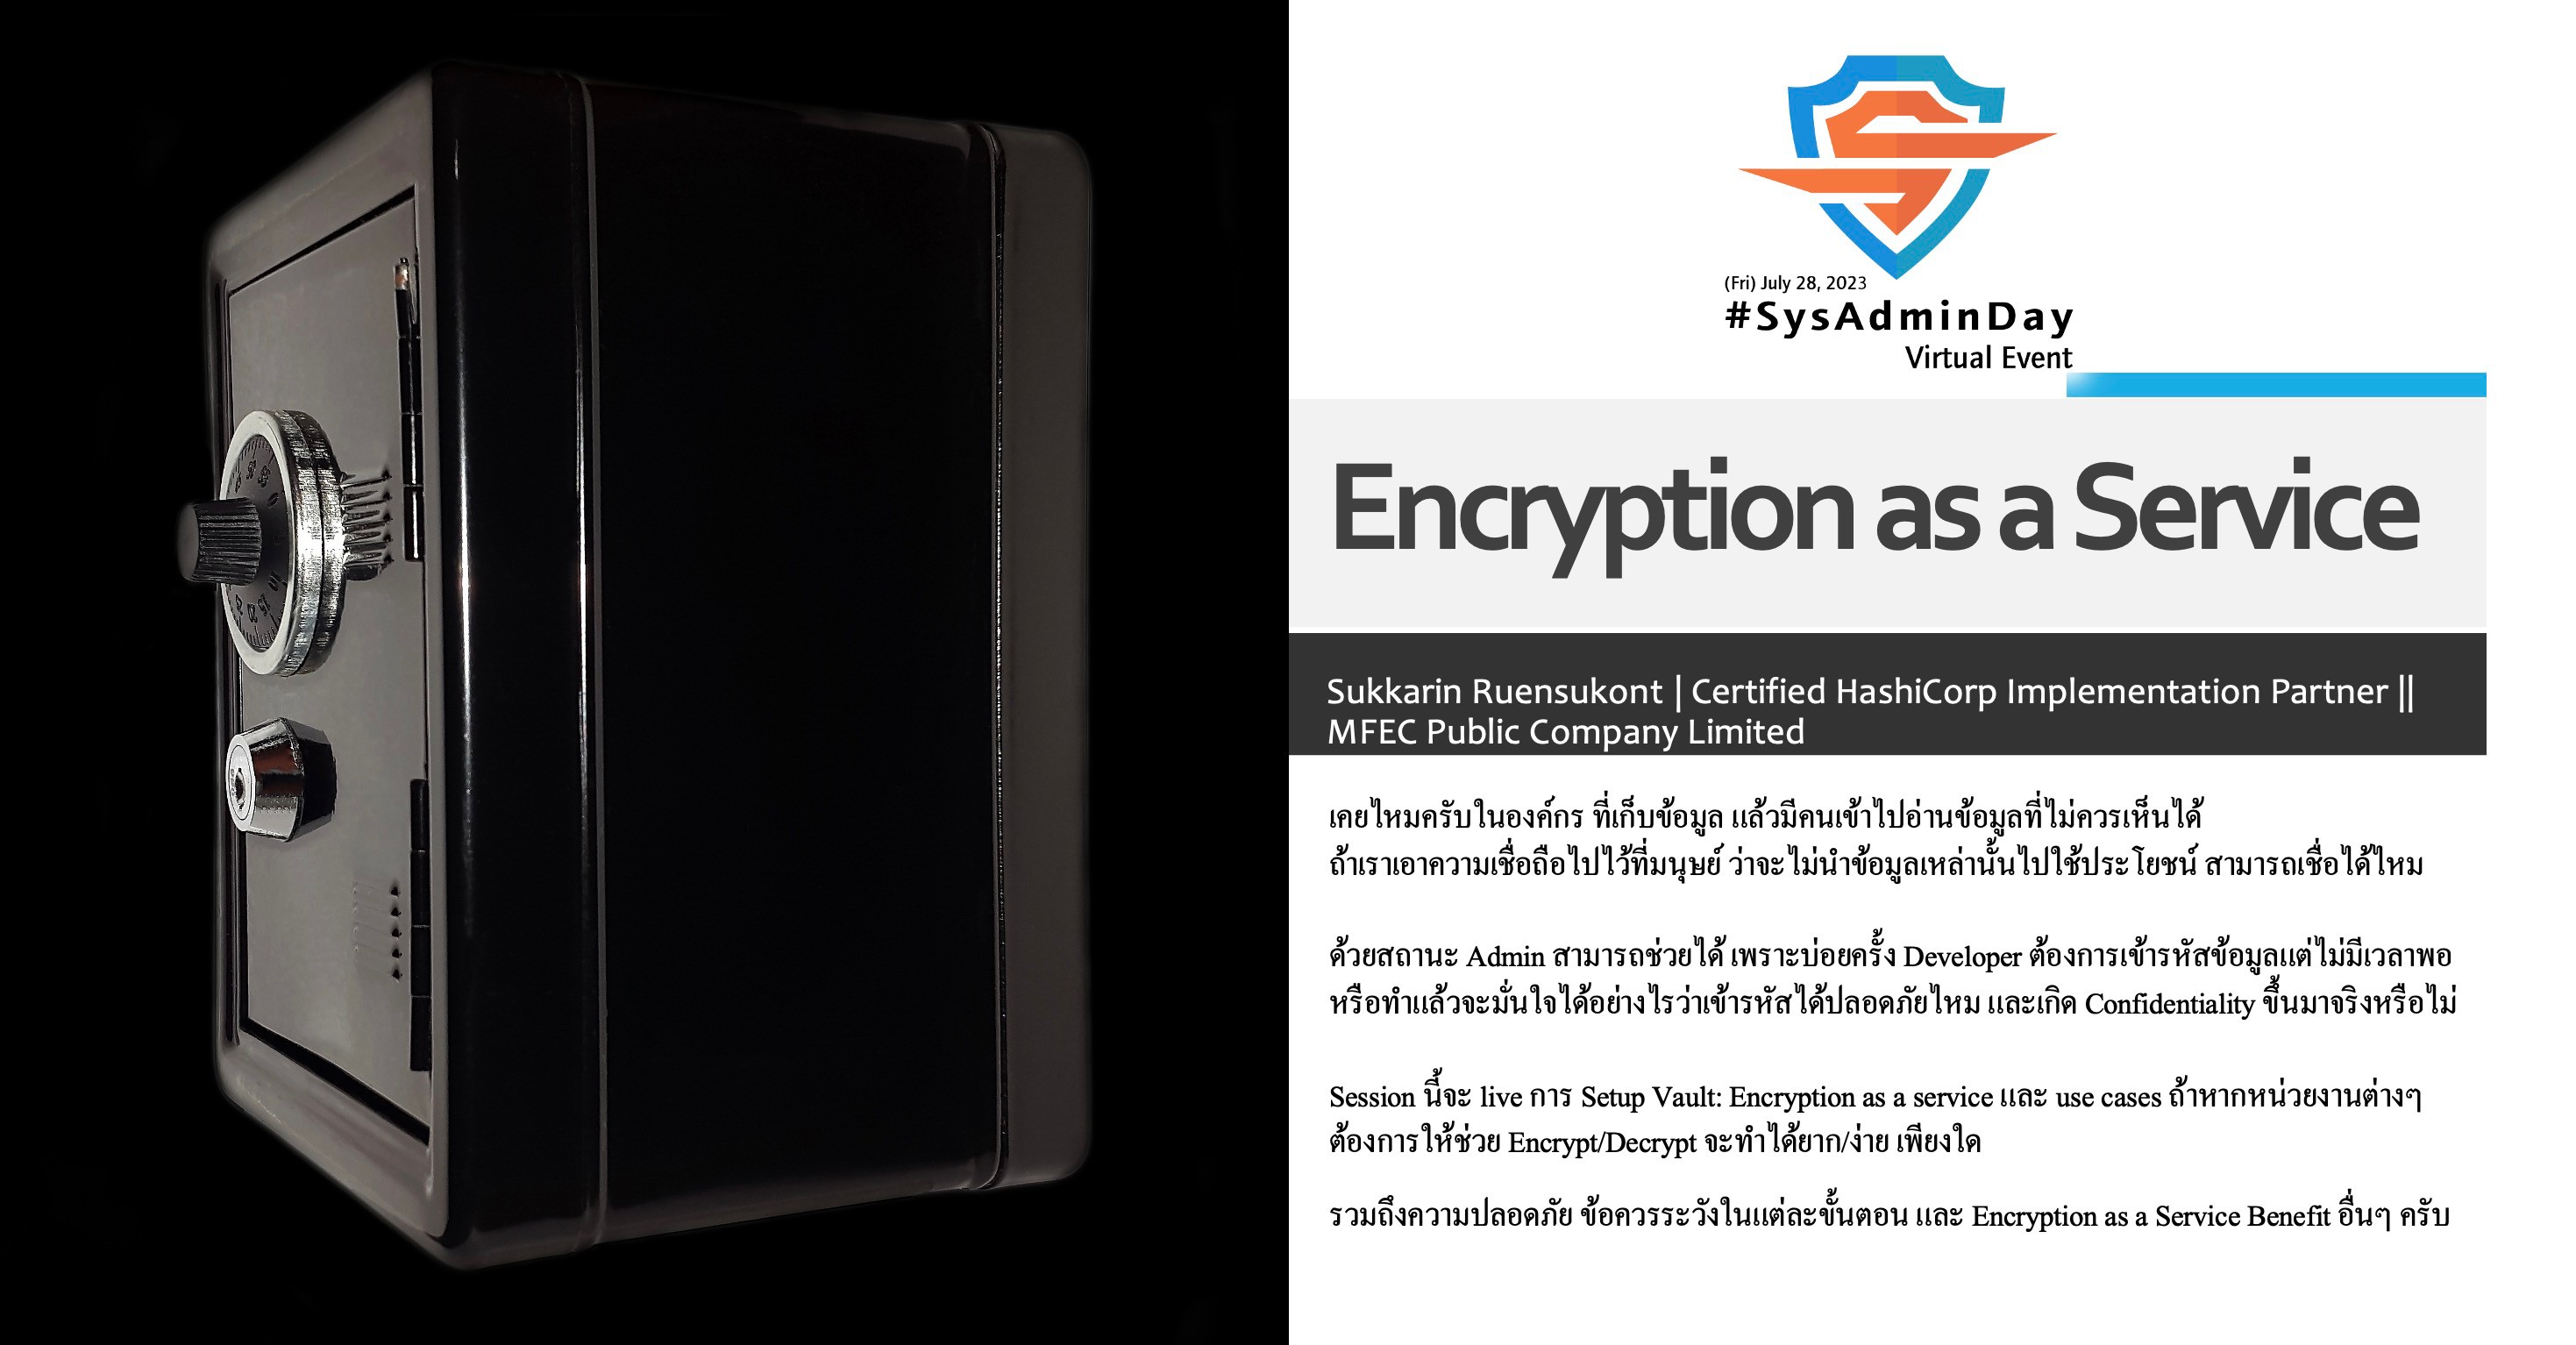 (Fri) July 28, 2023
#SysAdminDay
Virtual Event
Encryption as a Service
Sukkarin Ruensukont | Certified HashiCorp Implementation Partner ||
MFEC Public Company Limited
เคยไหมครับในองค์กร ที่เก็บข้อมูล แล้วมีคนเข้าไปอ่านข้อมูลที่ไม่ควรเห็นได้
ถ้าเราเอาความเชื่อถือไปไว้ที่มนุษย์ ว่าจะไม่นำข้อมูลเหล่านั้นไปใช้ประโยชน์ สามารถเชื่อได้ไหม
ด้วยสถานะ Admin สามารถช่วยได้ เพราะบ่อยครั้ง Developer ต้องการเข้ารหัสข้อมูลแต่ไม่มีเวลาพอ
หรือทำแล้วจะมั่นใจได้อย่างไรว่าเข้ารหัสได้ปลอดภัยไหม และเกิด Confidentiality ขึ้นมาจริงหรือไม่
Session นี้จะ live การ Setup Vault: Encryption as a service และ use cases ถ้าหากหน่วยงานต่างๆ
ต้องการให้ช่วย Encrypt/Decrypt จะทำได้ยาก/ง่าย เพียงใด
รวมถึงความปลอดภัย ข้อควรระวังในแต่ละขั้นตอน และ Encryption as a Service Benefit อื่นๆ ครับ